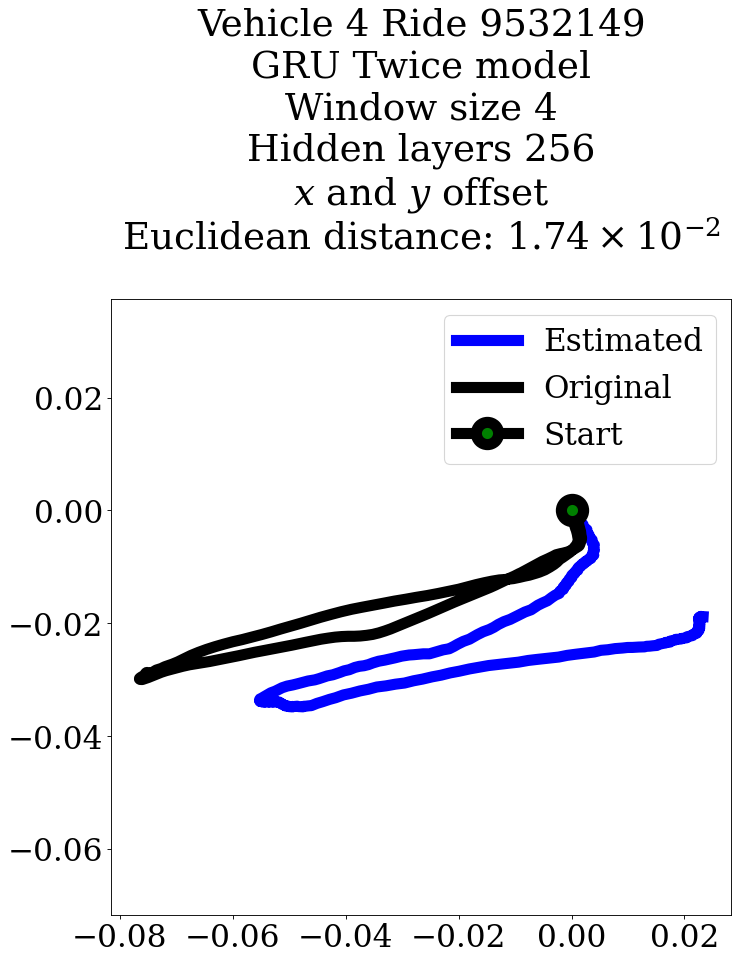 Vehicle 4 Ride 9532149
GRU Twice model
Window size 4
Hidden layers 256
x and y offset
Euclidean distance: 1.74 × 10⁻²
Estimated
Original
Start
0.02
0.00
−0.02
−0.04
−0.06
−0.08 −0.06 −0.04 −0.02 0.00 0.02